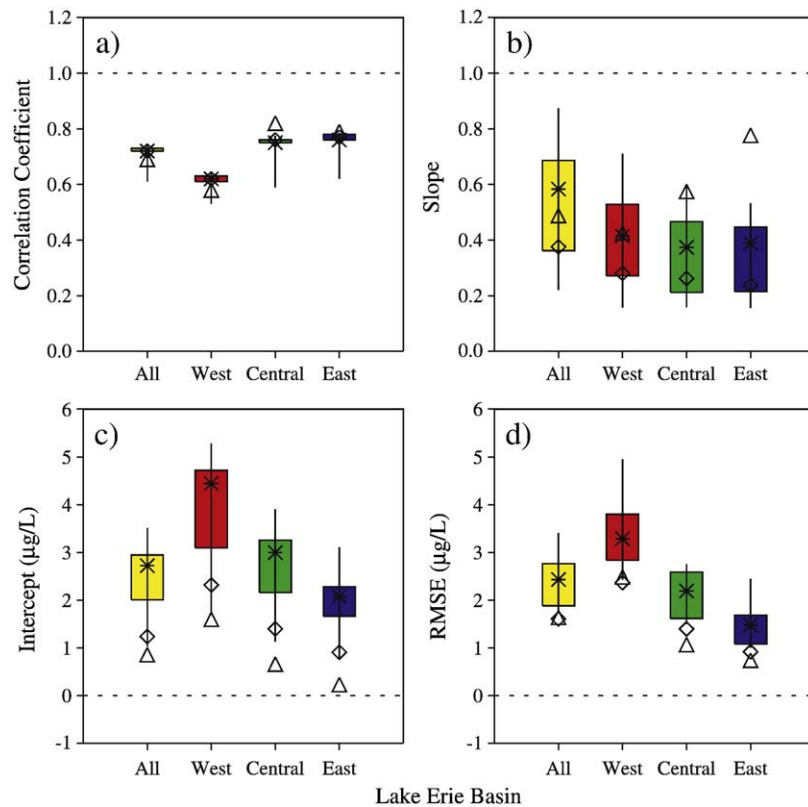 a)
Correlation Coefficient
1.2
1.0
0.8
0.6
0.4
0.2
0.0
All West Central East
b)
Slope
1.2
1.0
0.8
0.6
0.4
0.2
0.0
All West Central East
c)
Intercept (µg/L)
6
5
4
3
2
1
0
-1
All West Central East
d)
RMSE (µg/L)
6
5
4
3
2
1
0
-1
All West Central East
Lake Erie Basin